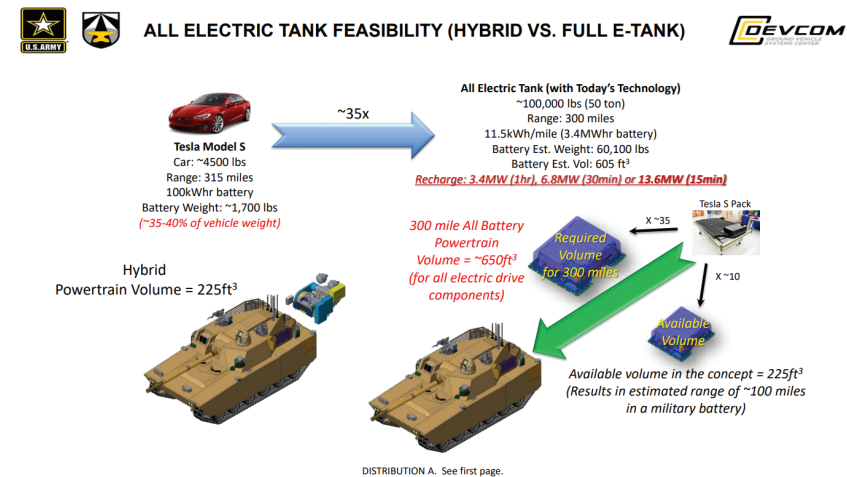 U.S.ARMY
ALL ELECTRIC TANK FEASIBILITY (HYBRID VS. FULL E-TANK)
DEVCOM
GROUND VEHICLE
SYSTEMS CENTER
~35x
Tesla Model S
Car: ~4500 lbs
Range: 315 miles
100kWhr battery
Battery Weight: ~1,700 lbs
(~35-40% of vehicle weight)
All Electric Tank (with Today's Technology)
~100,000 lbs (50 ton)
Range: 300 miles
11.5kWh/mile (3.4MWhr battery)
Battery Est. Weight: 60,100 lbs
Battery Est. Vol: 605 ft³
Recharge: 3.4MW (1hr), 6.8MW (30min) or 13.6MW (15min)
Tesla S Pack
X ~35
300 mile All Battery
Powertrain
Volume = ~650ft³
(for all electric drive
components)
Required
Volume
for 300 miles
X ~10
Hybrid
Powertrain Volume = 225ft³
Available
Volume
Available volume in the concept = 225ft³
(Results in estimated range of ~100 miles
in a military battery)
DISTRIBUTION A. See first page.